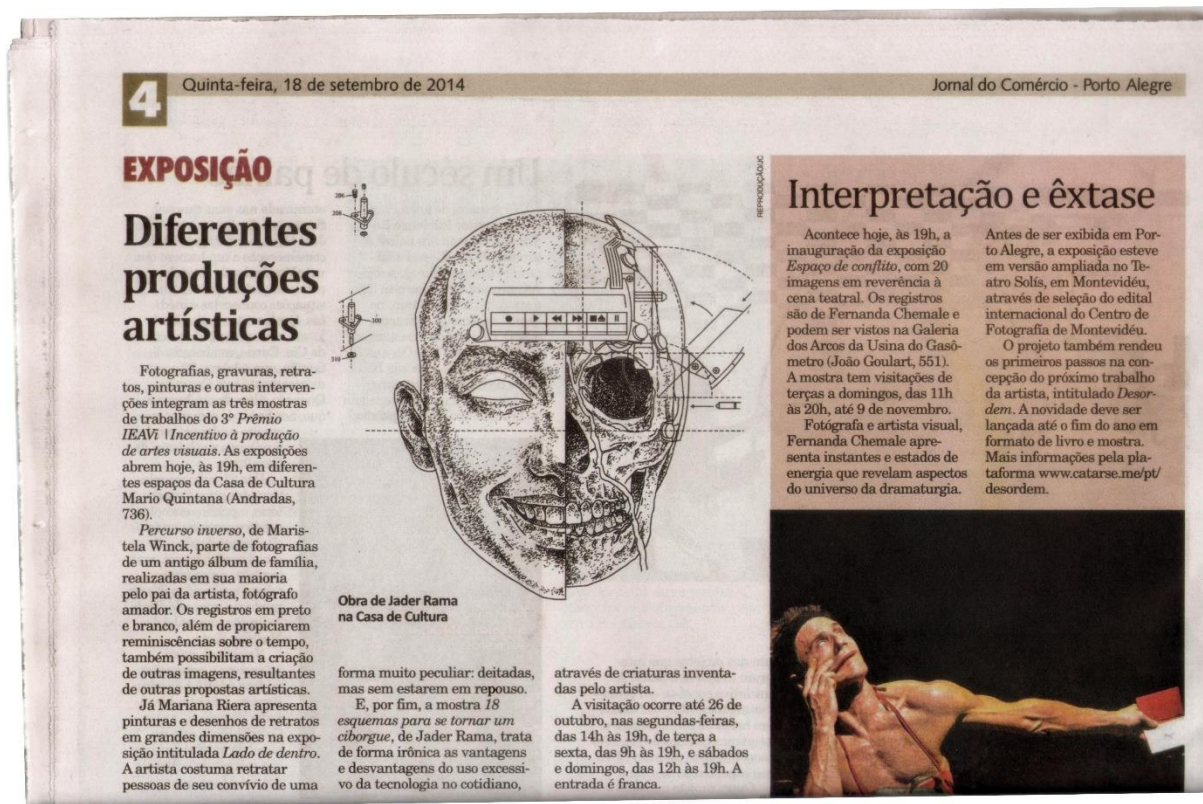 4
Quinta-feira, 18 de setembro de 2014
Jornal do Comércio - Porto Alegre
EXPOSIÇÃO
Diferentes
produções
artísticas
Fotografias, gravuras, retra-
tos, pinturas e outras interven-
ções integram as três mostras
de trabalhos do 3º Prêmio
IEAVi | Incentivo à produção
de artes visuais. As exposições
abrem hoje, às 19h, em diferen-
tes espaços da Casa de Cultura
Mario Quintana (Andradas,
736).
Percurso inverso, de Maris-
tela Winck, parte de fotografias
de um antigo álbum de família,
realizadas em sua maioria
pelo pai da artista, fotógrafo
amador. Os registros em preto
e branco, além de propiciarem
reminiscências sobre o tempo,
também possibilitam a criação
de outras imagens, resultantes
de outras propostas artísticas.
Já Mariana Riera apresenta
pinturas e desenhos de retratos
em grandes dimensões na expo-
sição intitulada Lado de dentro.
A artista costuma retratar
pessoas de seu convívio de uma
REPRODUÇÃO/JC
Obra de Jader Rama
na Casa de Cultura
forma muito peculiar: deitadas,
mas sem estarem em repouso.
E, por fim, a mostra 18
esquemas para se tornar um
ciborgue, de Jader Rama, trata
de forma irônica as vantagens
e desvantagens do uso excessi-
vo da tecnologia no cotidiano,
através de criaturas inventa-
das pelo artista.
A visitação ocorre até 26 de
outubro, nas segundas-feiras,
das 14h às 19h, de terça a
sexta, das 9h às 19h, e sábados
e domingos, das 12h às 19h. A
entrada é franca.
Interpretação e êxtase
Acontece hoje, às 19h, a
inauguração da exposição
Espaço de conflito, com 20
imagens em reverência à
cena teatral. Os registros
são de Fernanda Chemale e
podem ser vistos na Galeria
dos Arcos da Usina do Gasô-
metro (João Goulart, 551).
A mostra tem visitações de
terças a domingos, das 11h
às 20h, até 9 de novembro.
Fotógrafa e artista visual,
Fernanda Chemale apre-
senta instantes e estados de
energia que revelam aspectos
do universo da dramaturgia.
Antes de ser exibida em Por-
to Alegre, a exposição esteve
em versão ampliada no Te-
atro Solís, em Montevidéu,
através de seleção do edital
internacional do Centro de
Fotografía de Montevidéu.
O projeto também rendeu
os primeiros passos na con-
cepção do próximo trabalho
da artista, intitulado Desor-
dem. A novidade deve ser
lançada até o fim do ano em
formato de livro e mostra.
Mais informações pela pla-
taforma www.catarse.me/pt/
desordem.